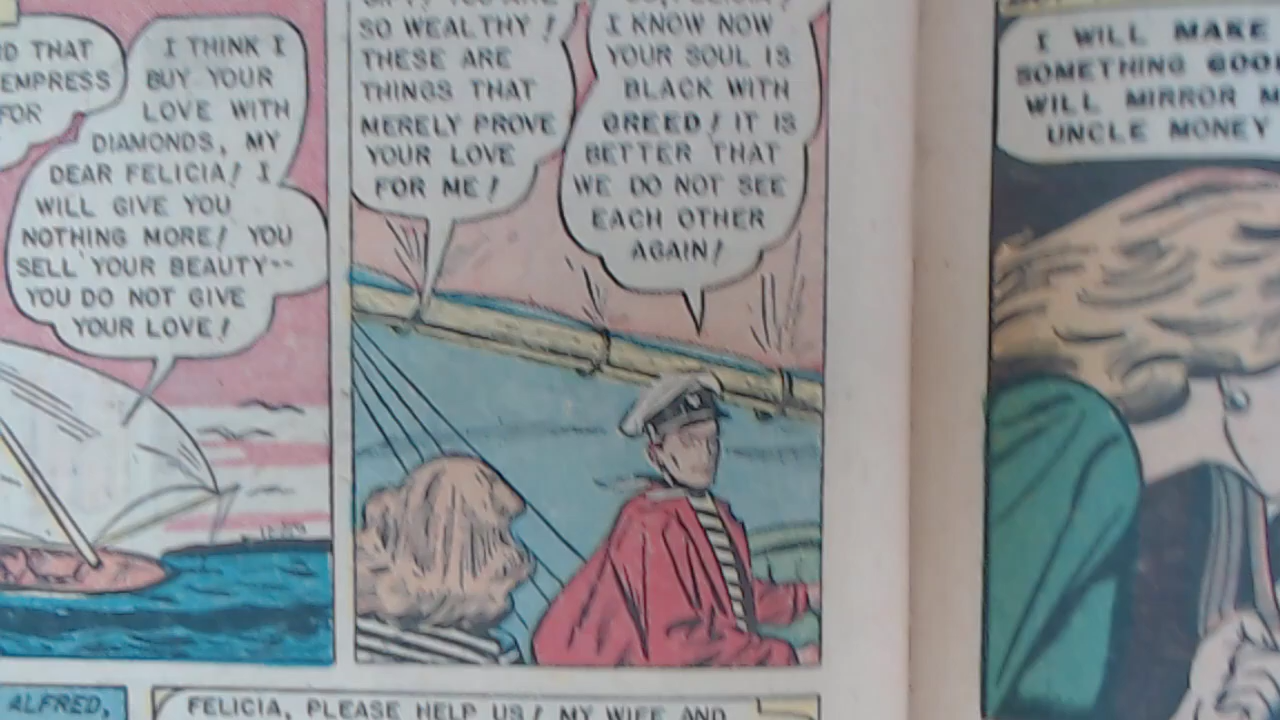 RD THAT
EMPRESS
FOR
I THINK I
BUY YOUR
LOVE WITH
DIAMONDS, MY
DEAR FELICIA! I
WILL GIVE YOU
NOTHING MORE! YOU
SELL YOUR BEAUTY--
YOU DO NOT GIVE
YOUR LOVE!
SO WEALTHY!
THESE ARE
THINGS THAT
MERELY PROVE
YOUR LOVE
FOR ME!
I KNOW NOW
YOUR SOUL IS
BLACK WITH
GREED! IT IS
BETTER THAT
WE DO NOT SEE
EACH OTHER
AGAIN!
ALFRED,
FELICIA, PLEASE HELP US! MY WIFE AND
I WILL MAKE
SOMETHING GOOD
WILL MIRROR M
UNCLE MONEY